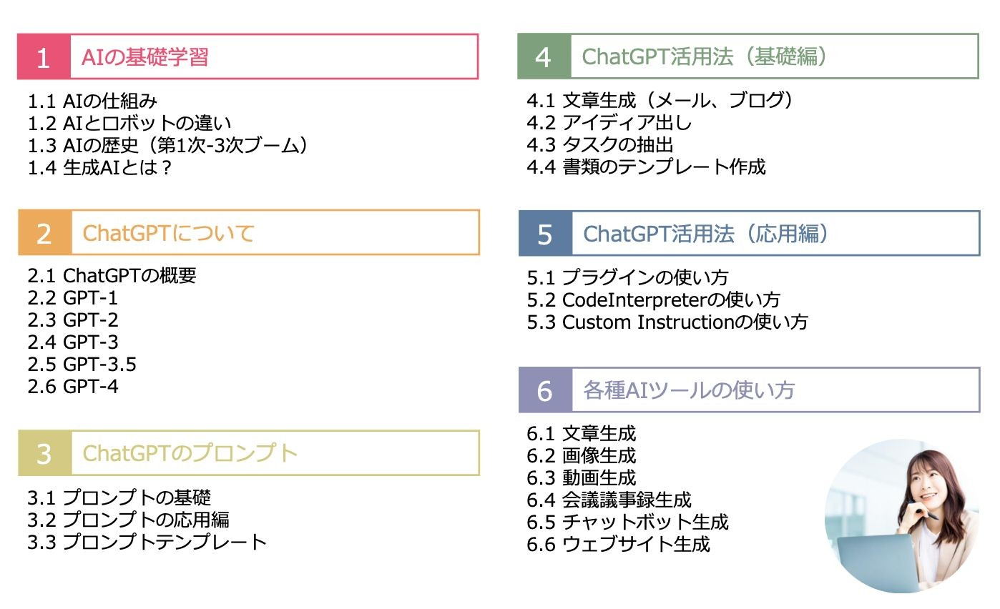 1 AIの基礎学習
1.1 AIの仕組み
1.2 AIとロボットの違い
1.3 AIの歴史（第1次-3次ブーム）
1.4 生成AIとは？
2 ChatGPTについて
2.1 ChatGPTの概要
2.2 GPT-1
2.3 GPT-2
2.4 GPT-3
2.5 GPT-3.5
2.6 GPT-4
3 ChatGPTのプロンプト
3.1 プロンプトの基礎
3.2 プロンプトの応用編
3.3 プロンプトテンプレート
4 ChatGPT活用法（基礎編）
4.1 文章生成（メール、ブログ）
4.2 アイディア出し
4.3 タスクの抽出
4.4 書類のテンプレート作成
5 ChatGPT活用法（応用編）
5.1 プラグインの使い方
5.2 CodeInterpreterの使い方
5.3 Custom Instructionの使い方
6 各種AIツールの使い方
6.1 文章生成
6.2 画像生成
6.3 動画生成
6.4 会議議事録生成
6.5 チャットボット生成
6.6 ウェブサイト生成